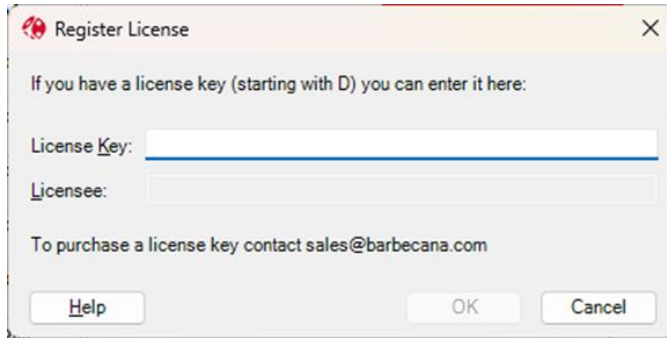 Register License
If you have a license key (starting with D) you can enter it here:
License Key:
Licensee:
To purchase a license key contact sales@barbecana.com
Help OK Cancel